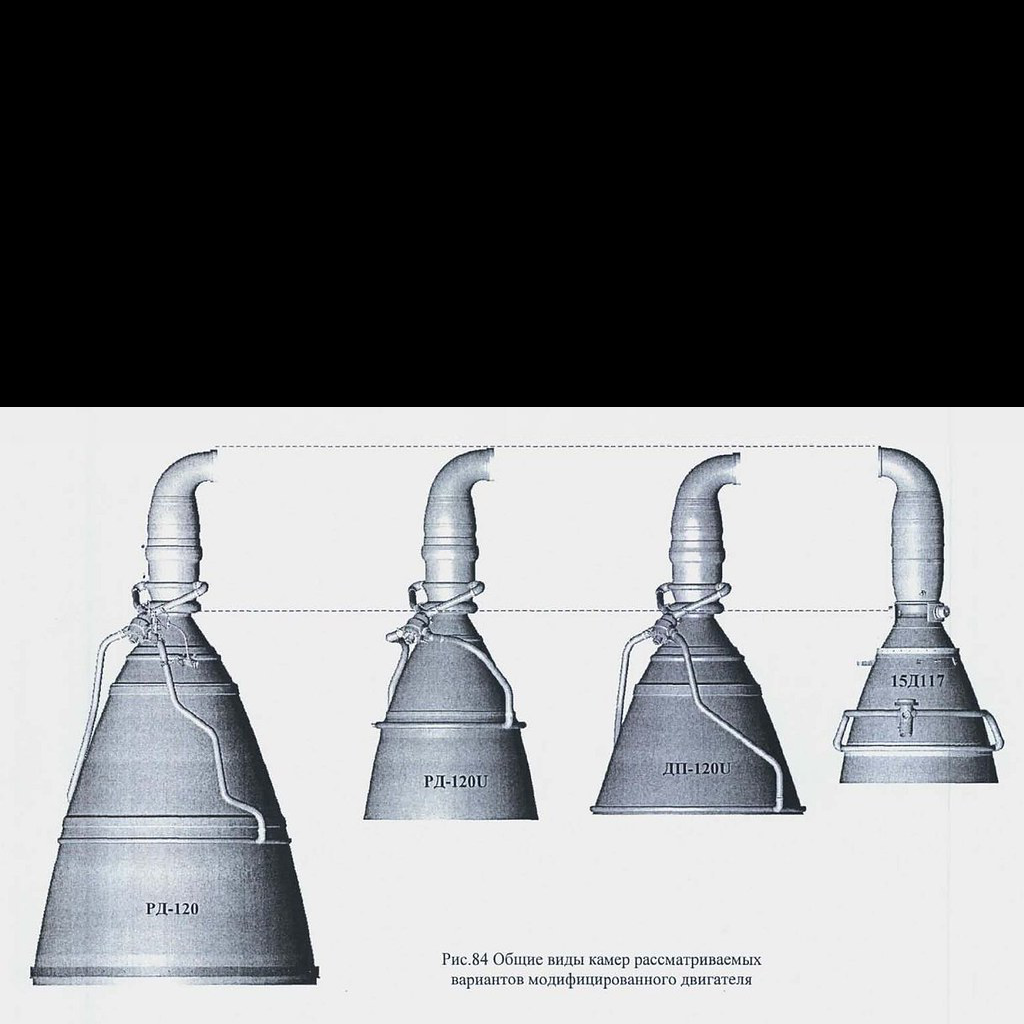 15Д117
РД-120U
ДП-120U
РД-120
Рис.84 Общие виды камер рассматриваемых
вариантов модифицированного двигателя